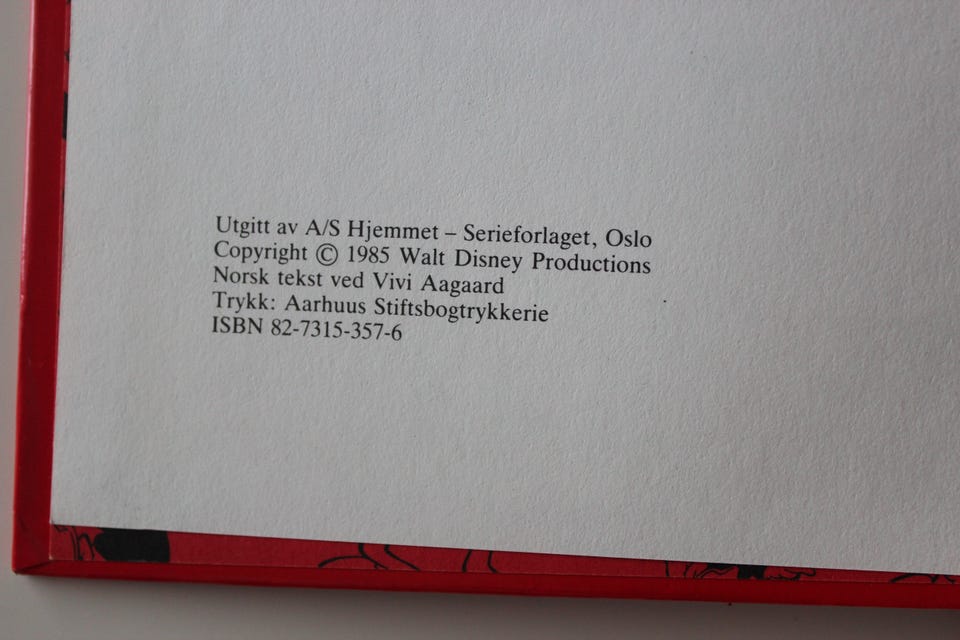 Utgitt av A/S Hjemmet – Serieforlaget, Oslo
Copyright © 1985 Walt Disney Productions
Norsk tekst ved Vivi Aagaard
Trykk: Aarhuus Stiftsbogtrykkerie
ISBN 82-7315-357-6